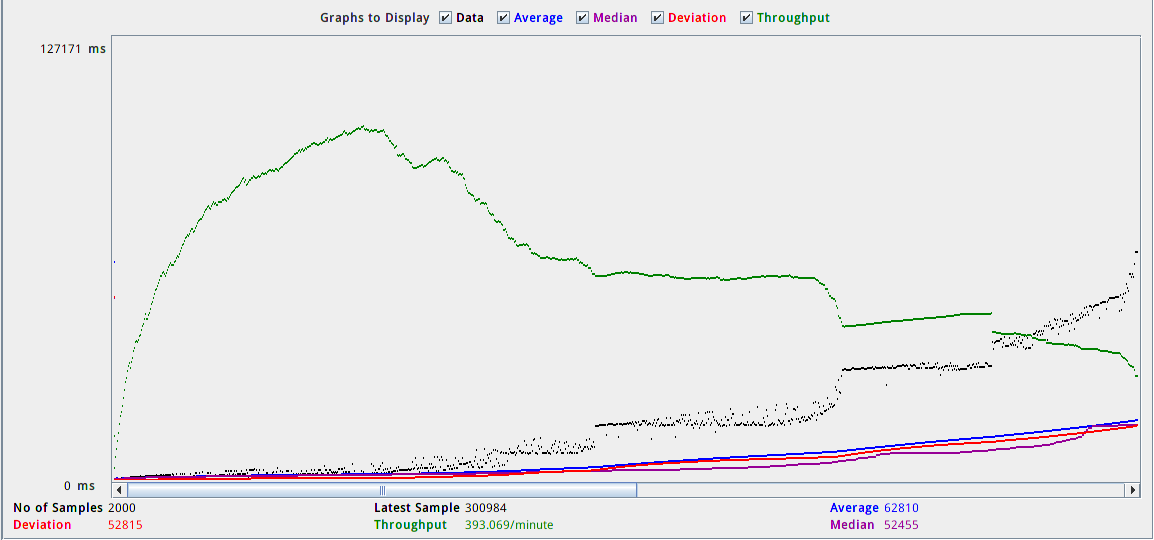 Graphs to Display Data Average Median Deviation Throughput
127171 ms
0 ms
No of Samples 2000 Latest Sample 300984 Average 62810
Deviation 52815 Throughput 393.069/minute Median 52455